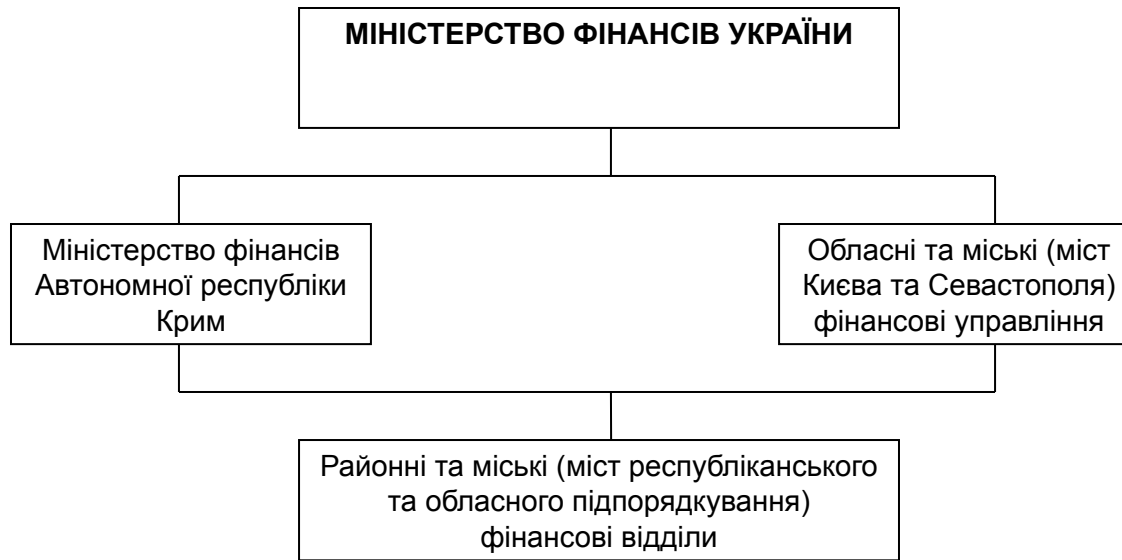 МІНІСТЕРСТВО ФІНАНСІВ УКРАЇНИ
Міністерство фінансів
Автономної республіки
Крим
Обласні та міські (міст
Києва та Севастополя)
фінансові управління
Районні та міські (міст республіканського
та обласного підпорядкування)
фінансові відділи